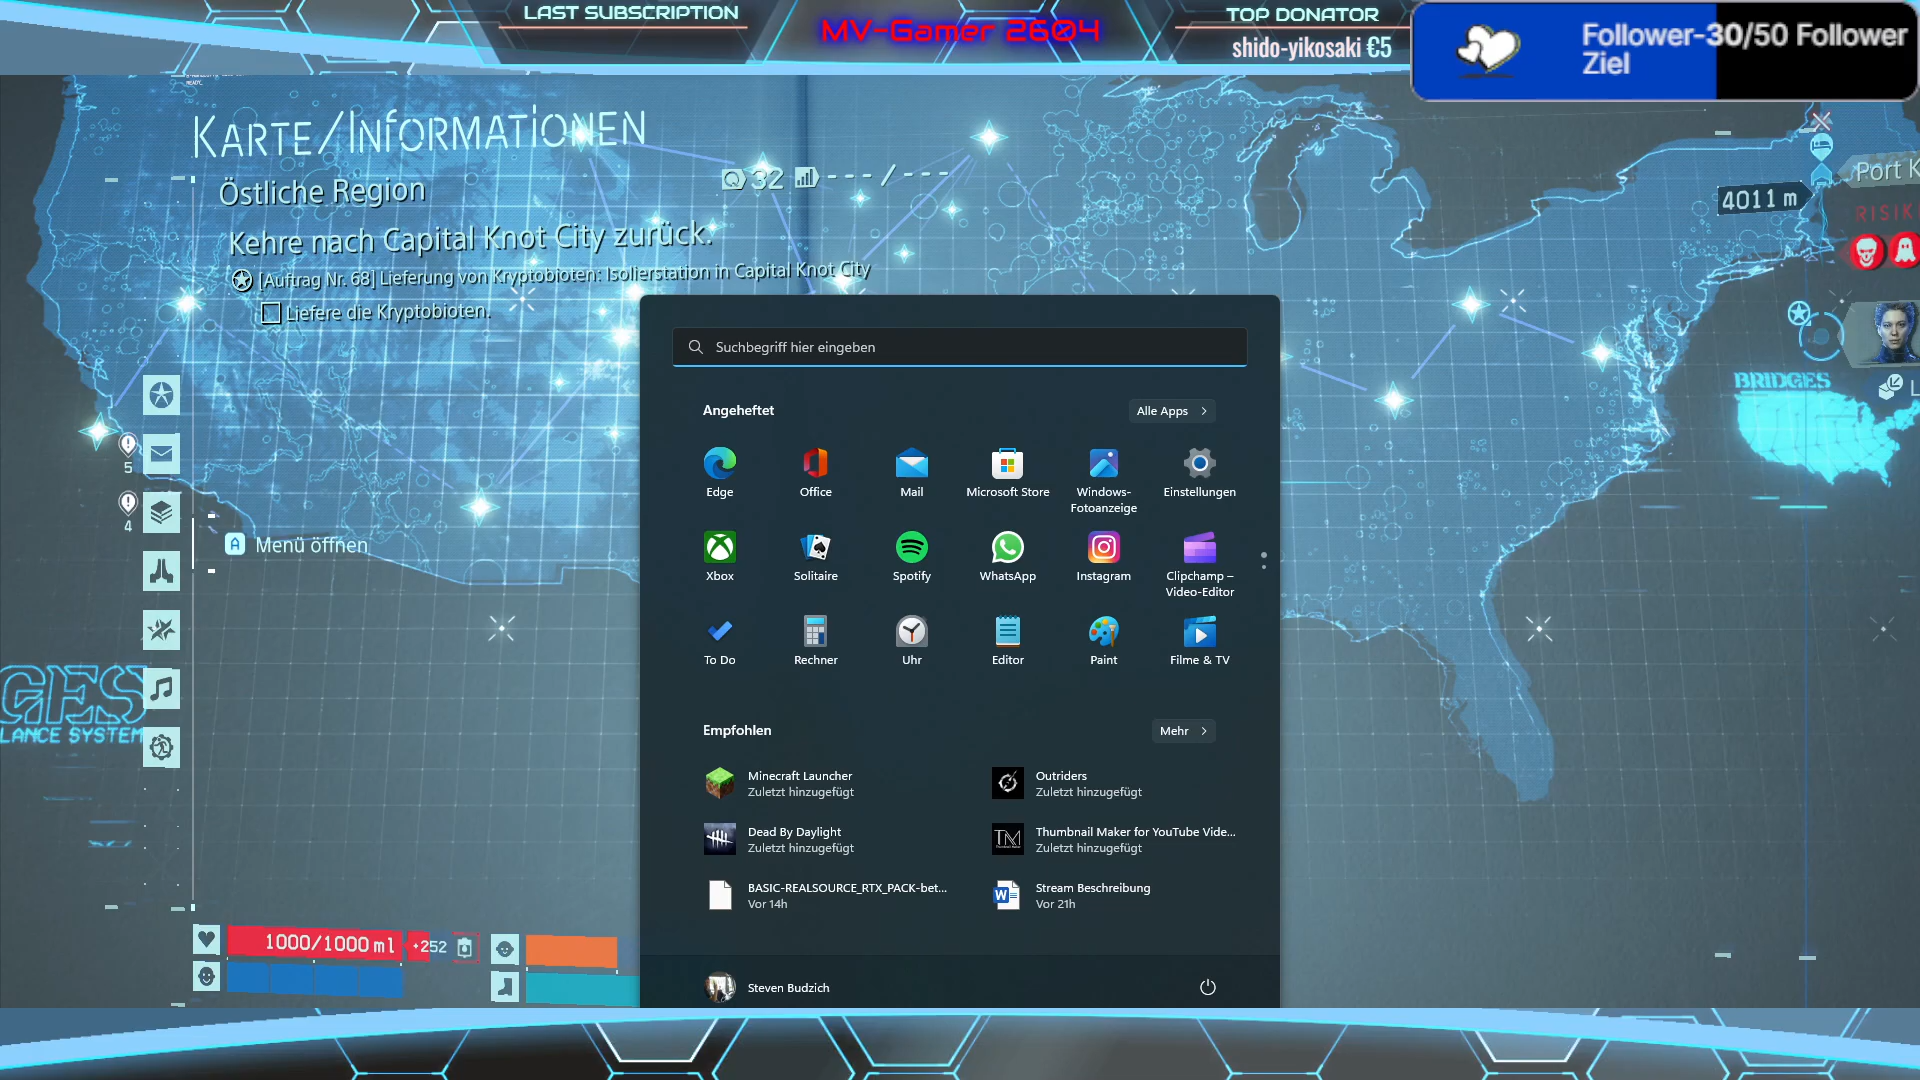 LAST SUBSCRIPTION
MV-Gamer 2604
TOP DONATOR
shido-yikosaki €5
Follower-30/50 Follower
Ziel
KARTE/INFORMATIONEN
Östliche Region
32
--- / ---
Kehre nach Capital Knot City zurück.
[Auftrag Nr. 68] Lieferung von Kryptobioten: Isolierstation in Capital Knot City
Liefere die Kryptobioten.
Port K
4011 m
RISIK
BRIDGES
L
5
4
A Menü öffnen
GES
LANCE SYSTEM
1000/1000 ml
+252
Suchbegriff hier eingeben
Angeheftet
Alle Apps
Edge
Office
Mail
Microsoft Store
Windows-
Fotoanzeige
Einstellungen
Xbox
Solitaire
Spotify
WhatsApp
Instagram
Clipchamp –
Video-Editor
To Do
Rechner
Uhr
Editor
Paint
Filme & TV
Empfohlen
Mehr
Minecraft Launcher
Zuletzt hinzugefügt
Outriders
Zuletzt hinzugefügt
Dead By Daylight
Zuletzt hinzugefügt
TM
Thumbnail Maker for YouTube Vide...
Zuletzt hinzugefügt
BASIC-REALSOURCE_RTX_PACK-bet...
Vor 14h
W
Stream Beschreibung
Vor 21h
Steven Budzich